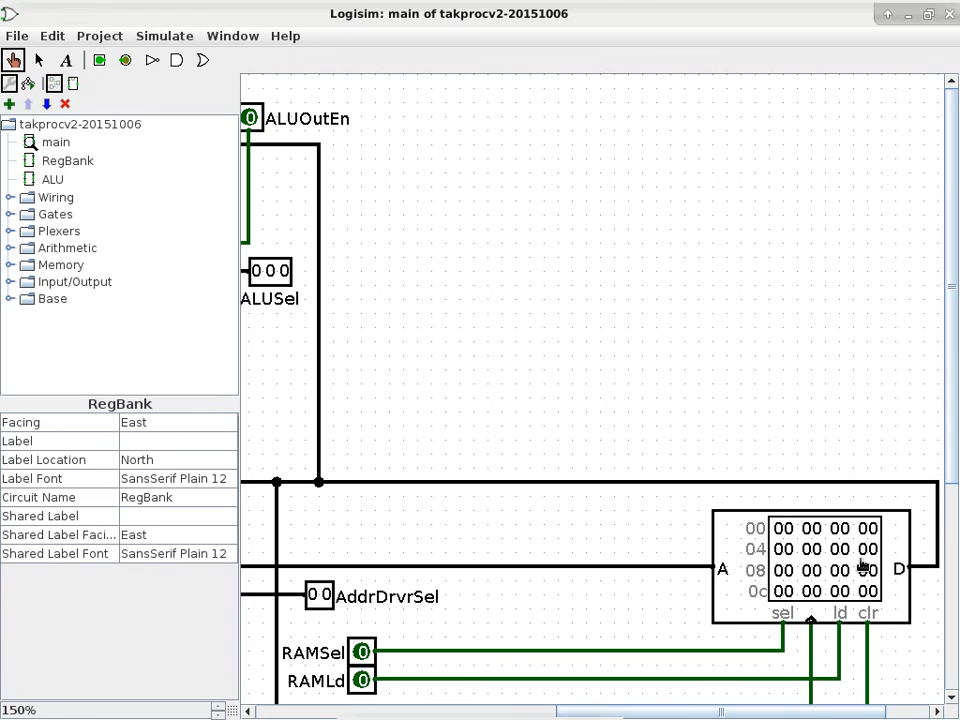 Logisim: main of takprocv2-20151006
File Edit Project Simulate Window Help
A
takprocv2-20151006
main
RegBank
ALU
Wiring
Gates
Plexers
Arithmetic
Memory
Input/Output
Base
RegBank
Facing East
Label
Label Location North
Label Font SansSerif Plain 12
Circuit Name RegBank
Shared Label
Shared Label Faci... East
Shared Label Font SansSerif Plain 12
150%
0 ALUOutEn
0 0 0
ALUSel
00 00 00 00 00
04 00 00 00 00
A 08 00 00 00 00 D
0c 00 00 00 00
sel ld clr
0 0 AddrDrvrSel
RAMSel 0
RAMLd 0